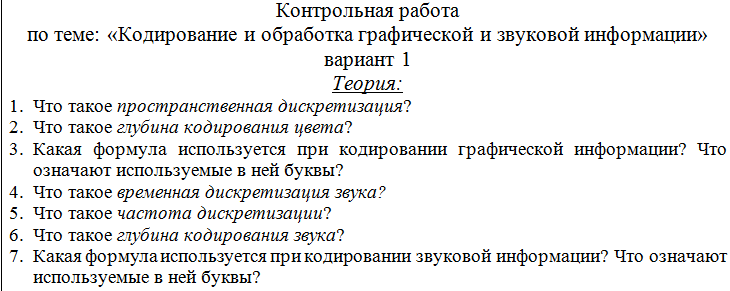 Контрольная работа
по теме: «Кодирование и обработка графической и звуковой информации»
вариант 1
Теория:
1. Что такое пространственная дискретизация?
2. Что такое глубина кодирования цвета?
3. Какая формула используется при кодировании графической информации? Что
означают используемые в ней буквы?
4. Что такое временная дискретизация звука?
5. Что такое частота дискретизации?
6. Что такое глубина кодирования звука?
7. Какая формула используется при кодировании звуковой информации? Что означают
используемые в ней буквы?